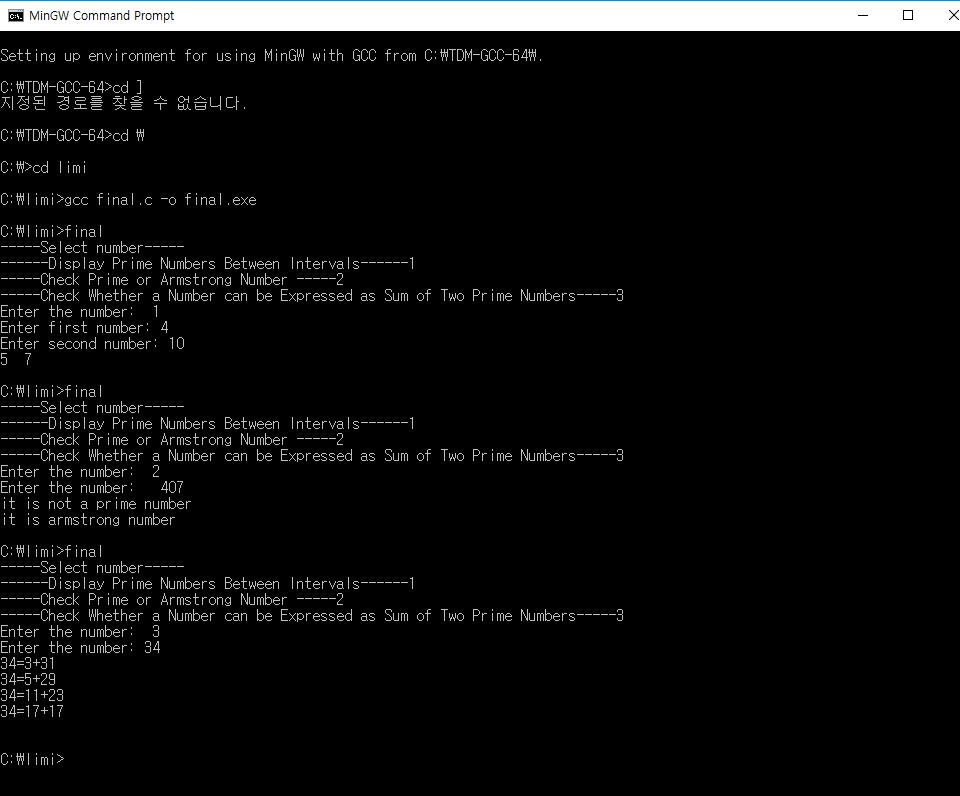 MinGW Command Prompt
Setting up environment for using MinGW with GCC from C:₩TDM-GCC-64₩.
C:₩TDM-GCC-64>cd ]
지정된 경로를 찾을 수 없습니다.
C:₩TDM-GCC-64>cd ₩
C:₩>cd limi
C:₩limi>gcc final.c -o final.exe
C:₩limi>final
-----Select number-----
------Display Prime Numbers Between Intervals------1
-----Check Prime or Armstrong Number -----2
-----Check Whether a Number can be Expressed as Sum of Two Prime Numbers-----3
Enter the number:  1
Enter first number: 4
Enter second number: 10
5  7
C:₩limi>final
-----Select number-----
------Display Prime Numbers Between Intervals------1
-----Check Prime or Armstrong Number -----2
-----Check Whether a Number can be Expressed as Sum of Two Prime Numbers-----3
Enter the number:  2
Enter the number:   407
it is not a prime number
it is armstrong number
C:₩limi>final
-----Select number-----
------Display Prime Numbers Between Intervals------1
-----Check Prime or Armstrong Number -----2
-----Check Whether a Number can be Expressed as Sum of Two Prime Numbers-----3
Enter the number:  3
Enter the number: 34
34=3+31
34=5+29
34=11+23
34=17+17
C:₩limi>